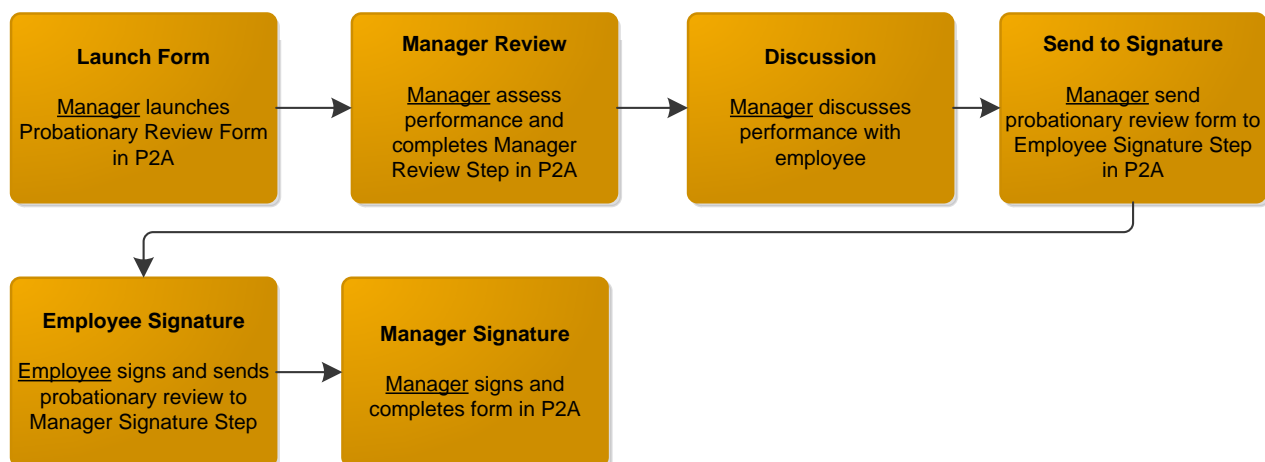 Launch Form
Manager launches
Probationary Review Form
in P2A
Manager Review
Manager assess
performance and
completes Manager
Review Step in P2A
Discussion
Manager discusses
performance with
employee
Send to Signature
Manager send
probationary review form to
Employee Signature Step
in P2A
Employee Signature
Employee signs and sends
probationary review to
Manager Signature Step
Manager Signature
Manager signs and
completes form in P2A